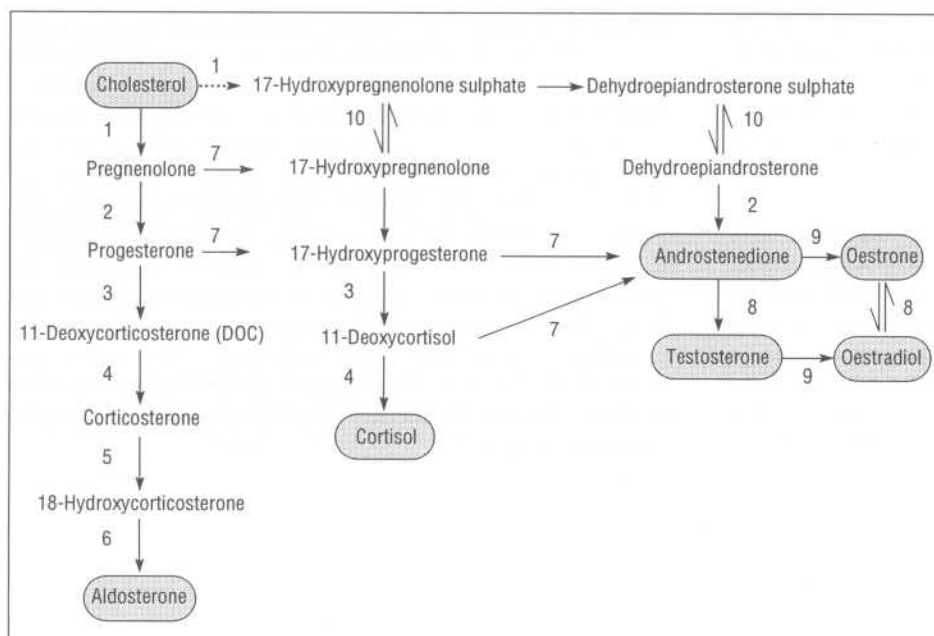 1
Cholesterol
17-Hydroxypregnenolone sulphate
Dehydroepiandrosterone sulphate
1
10
10
Pregnenolone
7
17-Hydroxypregnenolone
Dehydroepiandrosterone
2
2
Progesterone
7
17-Hydroxyprogesterone
7
Androstenedione
9
Oestrone
3
3
8
8
11-Deoxycorticosterone (DOC)
11-Deoxycortisol
7
Testosterone
9
Oestradiol
4
4
Corticosterone
Cortisol
5
18-Hydroxycorticosterone
6
Aldosterone